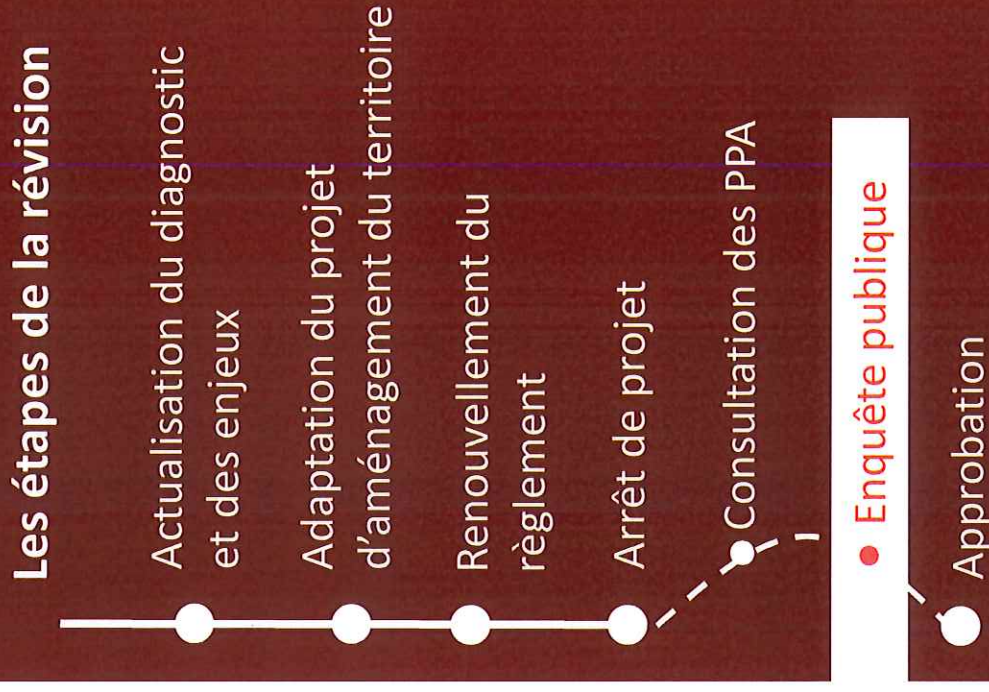 Les étapes de la révision
Actualisation du diagnostic
et des enjeux
Adaptation du projet
d'aménagement du territoire
Renouvellement du
règlement
Arrêt de projet
Consultation des PPA
Enquête publique
Approbation